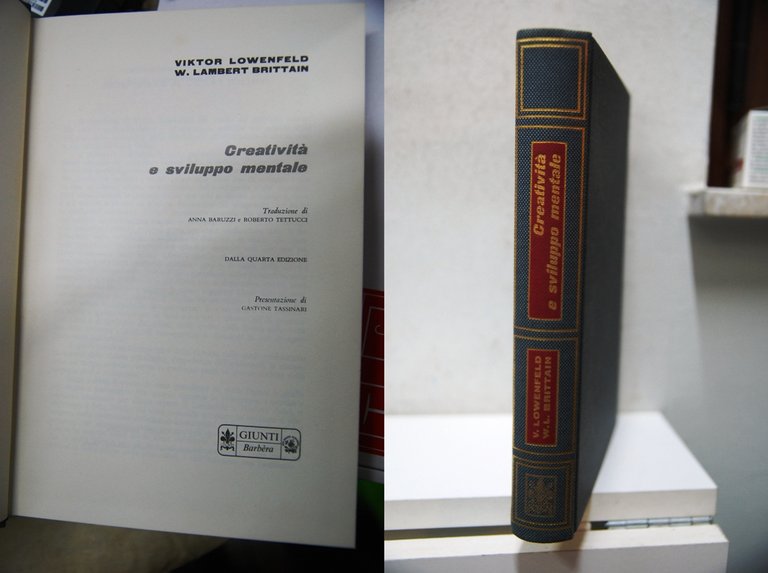 VIKTOR LOWENFELD
W. LAMBERT BRITTAIN
Creatività
e sviluppo mentale
Traduzione di
ANNA BARUZZI e ROBERTO TETTUCCI
DALLA QUARTA EDIZIONE
Presentazione di
GASTONE TASSINARI
GIUNTI
Barbèra
Creatività
e sviluppo mentale
V. LOWENFELD
W. L. BRITTAIN